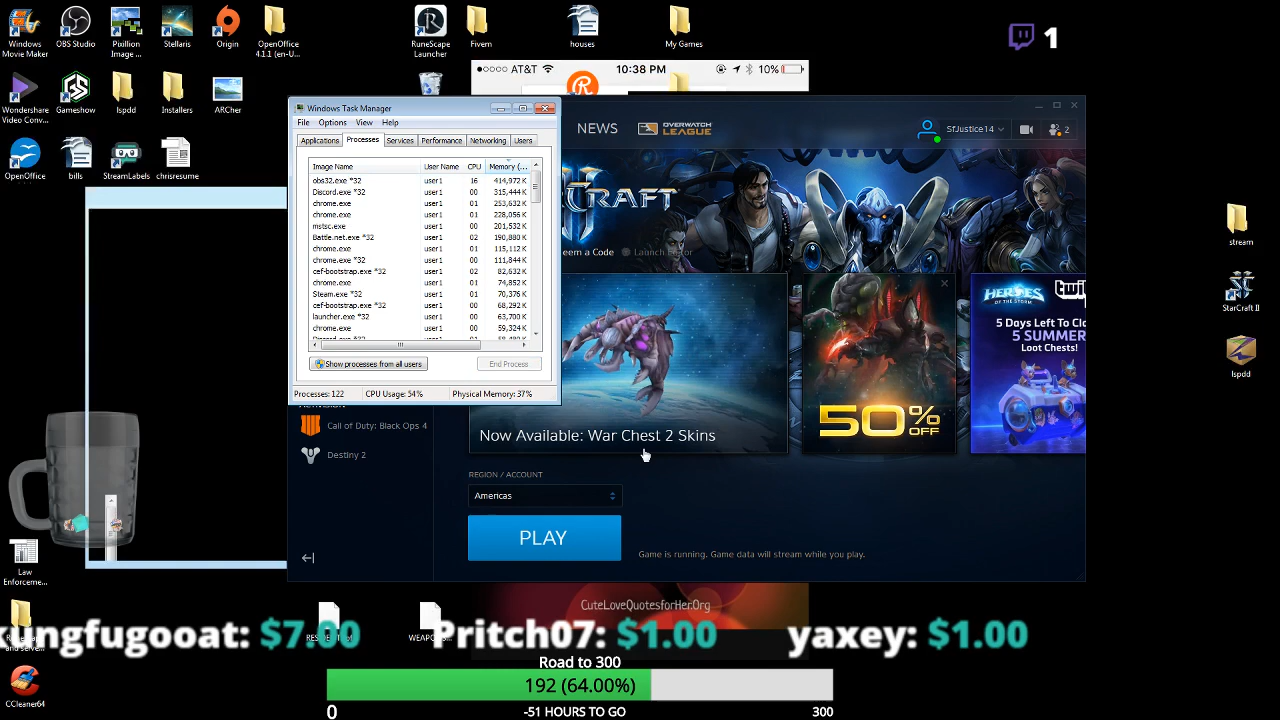 Windows
Movie Maker
OBS Studio
Pixillion
Image ...
Stellaris
Origin
OpenOffice
4.1.1 (en-U...
RuneScape
Launcher
Fivem
houses
My Games
1
Wondershare
Video Conv...
Gameshow
lspdd
Installers
ARCher
AT&T
10:38 PM
10%
OpenOffice
bills
StreamLabels
chrisresume
Windows Task Manager
File Options View Help
Applications Processes Services Performance Networking Users
Image Name User Name CPU Memory (...
obs32.exe *32 user1 16 414,972 K
Discord.exe *32 user1 00 315,444 K
chrome.exe user1 01 253,632 K
chrome.exe user1 01 228,056 K
mstsc.exe user1 00 201,532 K
Battle.net.exe *32 user1 02 190,880 K
chrome.exe user1 01 115,112 K
chrome.exe user1 00 111,844 K
cef-bootstrap.exe *32 user1 02 82,632 K
chrome.exe user1 02 74,852 K
Steam.exe *32 user1 01 70,376 K
cef-bootstrap.exe *32 user1 00 68,292 K
launcher.exe *32 user1 00 63,700 K
chrome.exe user1 00 59,324 K
Show processes from all users
End Process
Processes: 122 CPU Usage: 54% Physical Memory: 37%
NEWS
OVERWATCH
LEAGUE
SfJustice14
2
CRAFT
eem a Code
Launch Editor
Now Available: War Chest 2 Skins
50% OFF
HEROES
OF THE STORM
5 Days Left To Cl
5 SUMMER
Loot Chests!
Call of Duty: Black Ops 4
Destiny 2
REGION / ACCOUNT
Americas
PLAY
Game is running. Game data will stream while you play.
stream
StarCraft II
lspdd
Law
Enforceme...
CuteLoveQuotesforHer.Org
ngfugooat: $7.00 Pritch07: $1.00 yaxey: $1.00
Road to 300
192 (64.00%)
0
-51 HOURS TO GO
300
CCleaner64